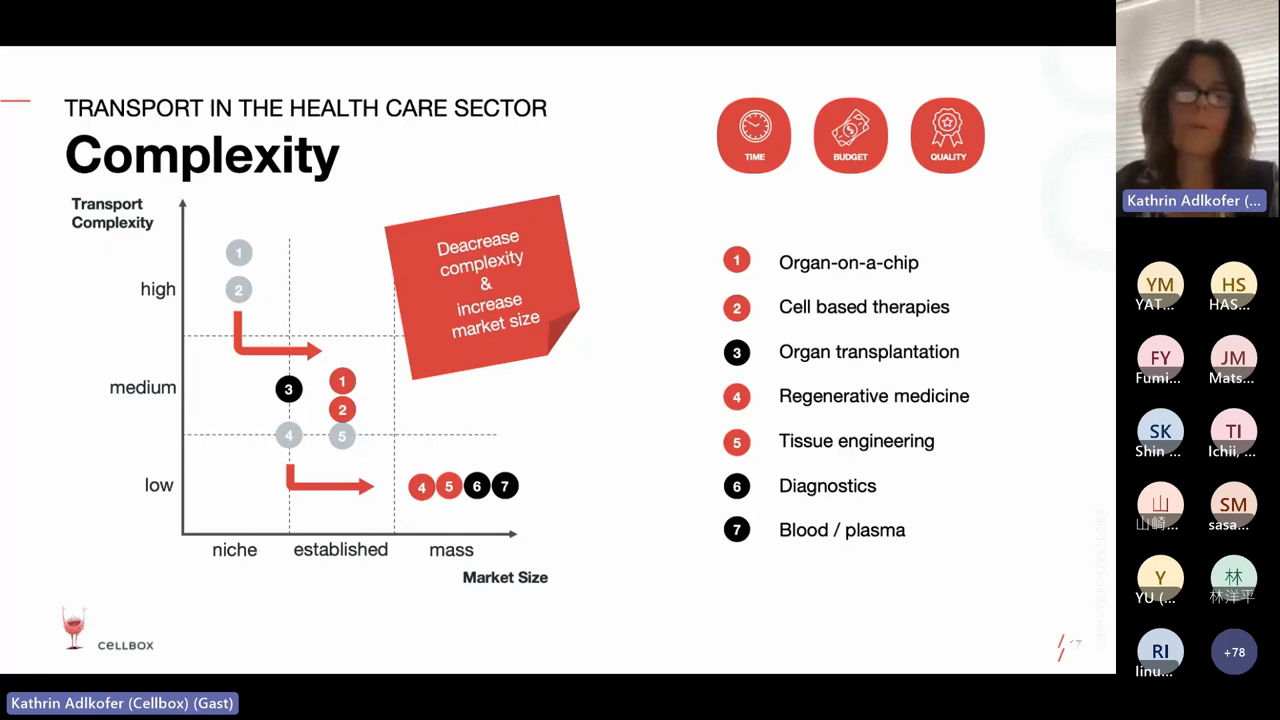 TRANSPORT IN THE HEALTH CARE SECTOR
Complexity
TIME
BUDGET
QUALITY
Transport
Complexity
high
medium
low
niche
established
mass
Market Size
1
2
3
1
2
4
5
4
5
6
7
Deacrease
complexity
&
increase
market size
1 Organ-on-a-chip
2 Cell based therapies
3 Organ transplantation
4 Regenerative medicine
5 Tissue engineering
6 Diagnostics
7 Blood / plasma
CELLBOX
17
Kathrin Adlkofer (Cellbox) (Gast)
Kathrin Adlkofer (...
YM
YAT...
HS
HAS...
FY
Fumi...
JM
Mats...
SK
Shin ...
TI
Ichii, ...
山
山崎...
SM
sasa...
Y
YU (...
林
林洋平
RI
Iinu...
+78